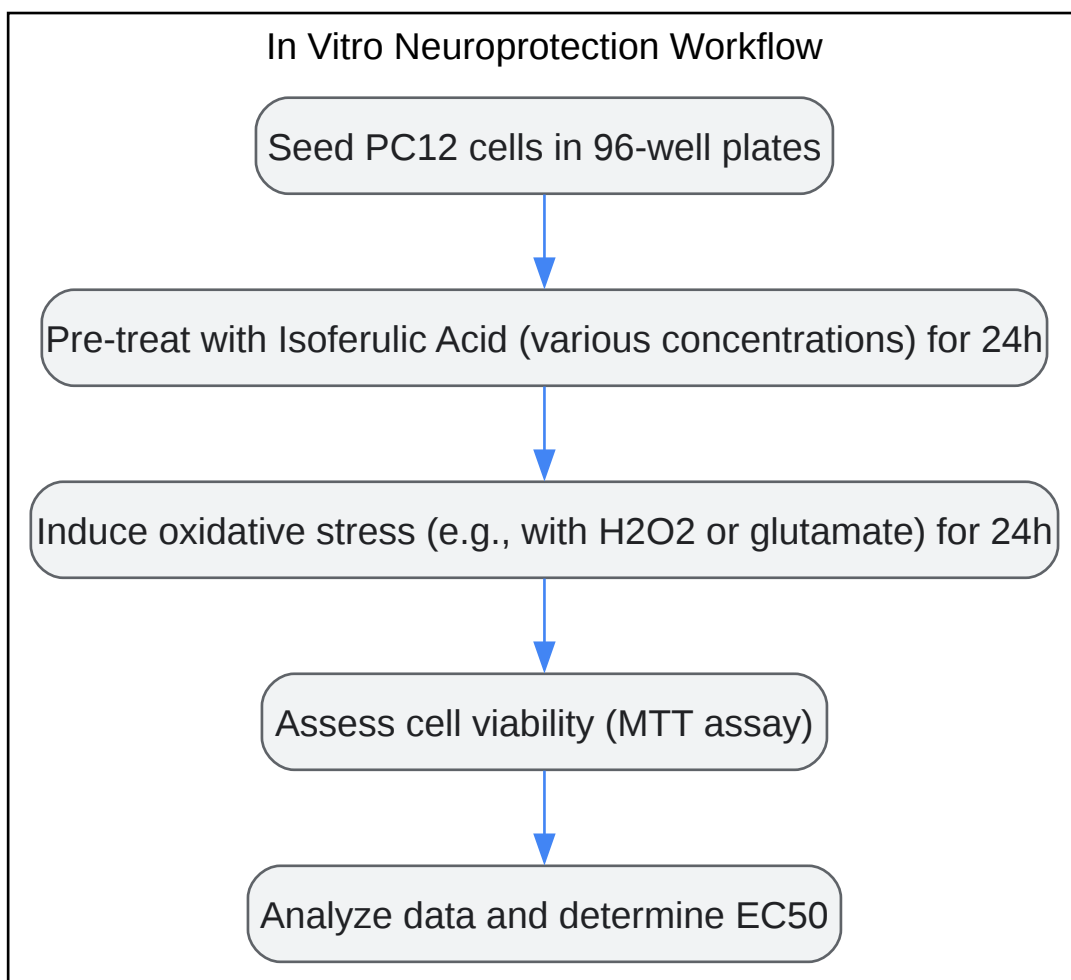 In Vitro Neuroprotection Workflow
Seed PC12 cells in 96-well plates
Pre-treat with Isoferulic Acid (various concentrations) for 24h
Induce oxidative stress (e.g., with H2O2 or glutamate) for 24h
Assess cell viability (MTT assay)
Analyze data and determine EC50